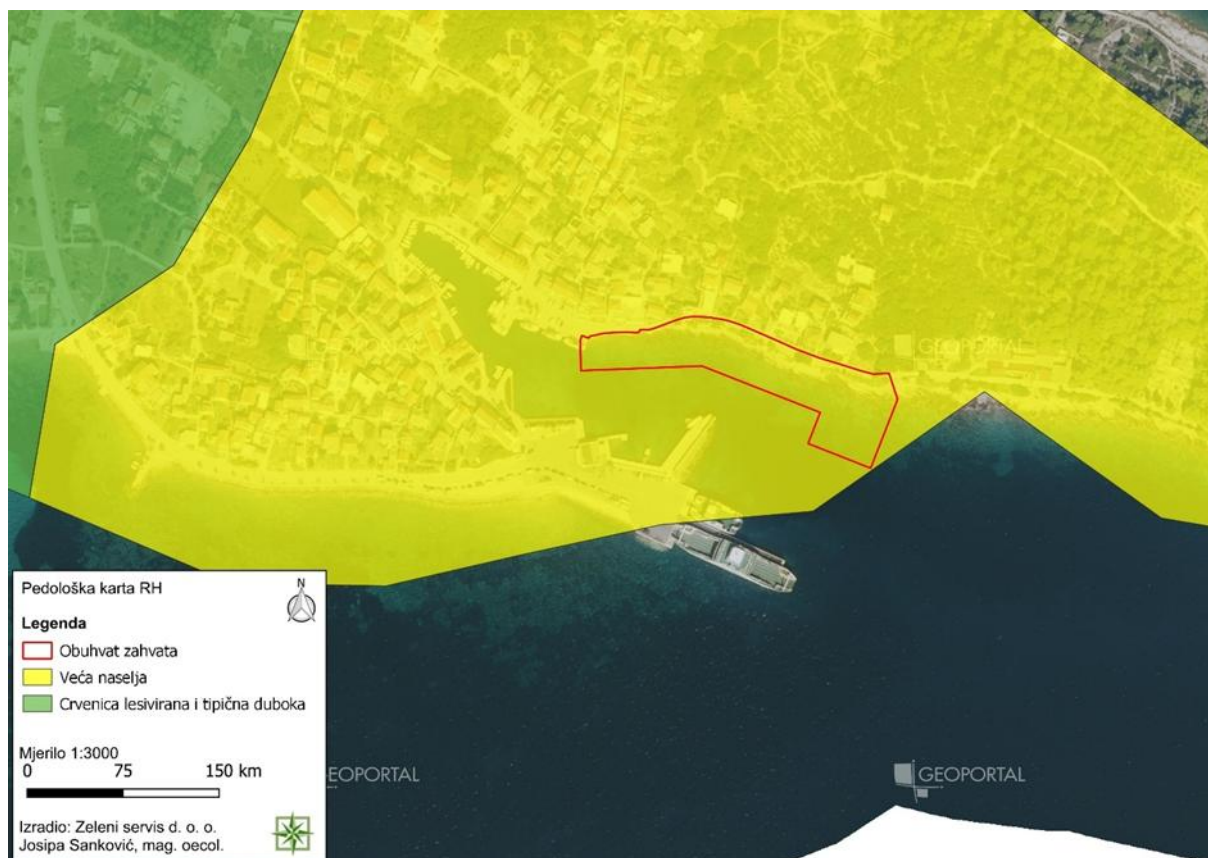 GEOPORTAL
GEOPORTAL
Pedološka karta RH
N
Legenda
Obuhvat zahvata
Veća naselja
Crvenica lesivirana i tipična duboka
Mjerilo 1:3000
0 75 150 km
EOPORTAL
GEOPORTAL
Izradio: Zeleni servis d. o. o.
Josipa Sanković, mag. oecol.